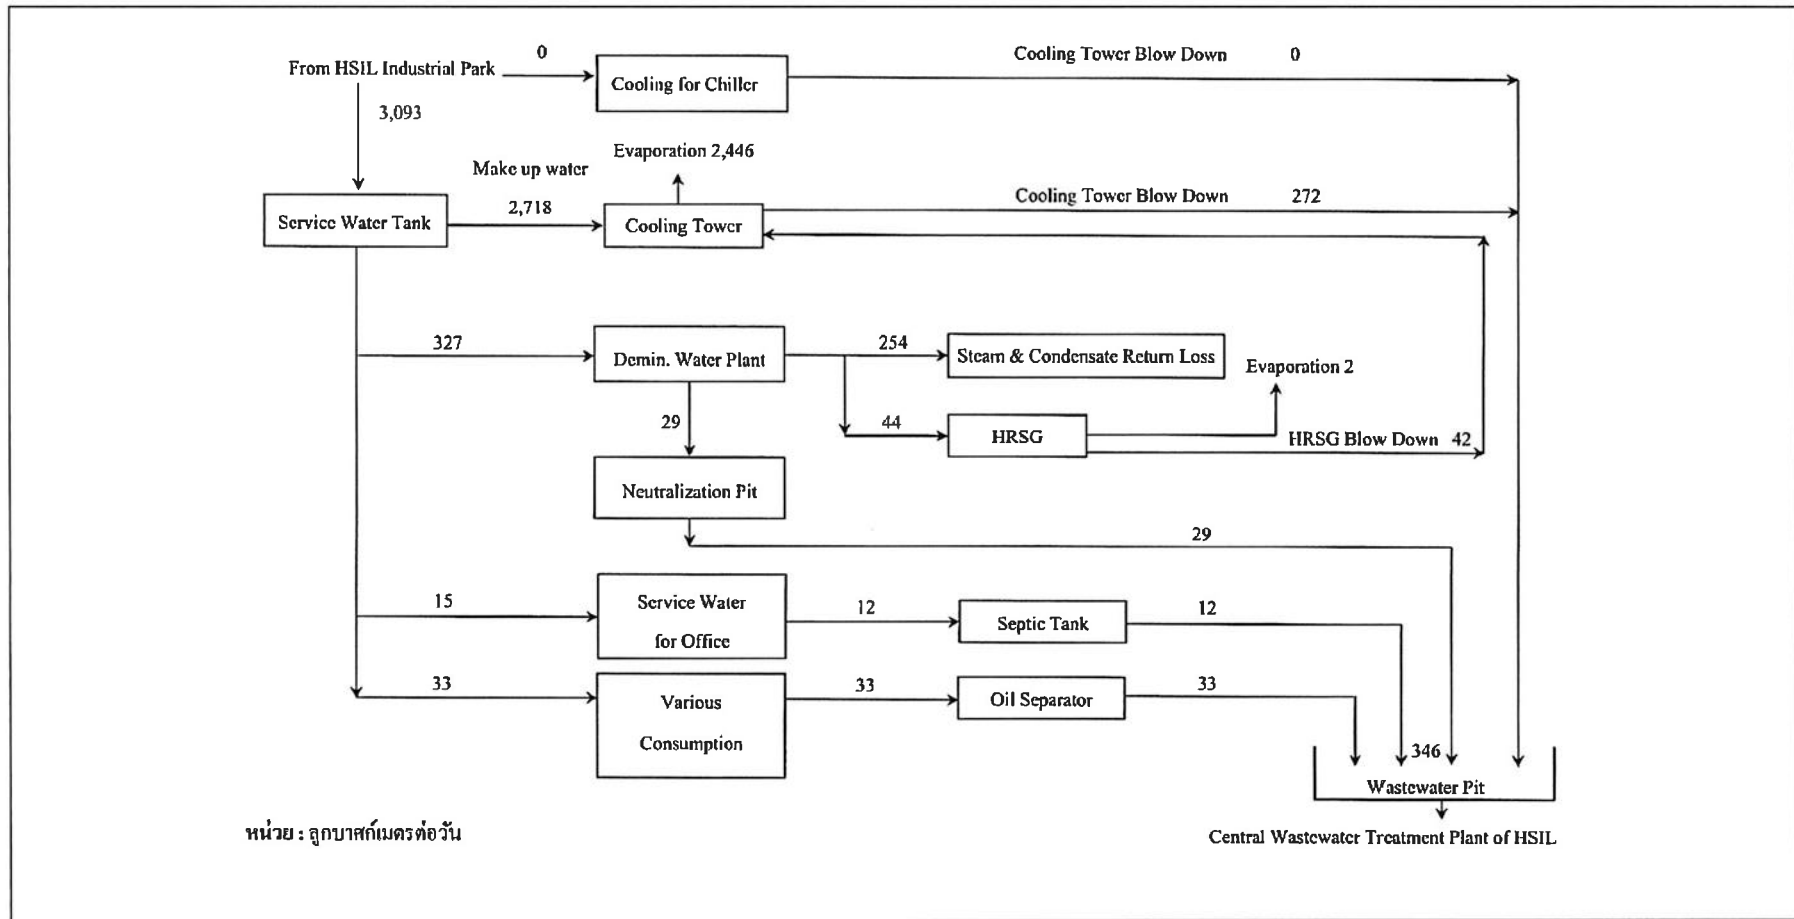 0
Cooling Tower Blow Down 0
From HSIL Industrial Park
Cooling for Chiller
3,093
Evaporation 2,446
Make up water
Cooling Tower Blow Down 272
2,718
Service Water Tank
Cooling Tower
327
254
Demin. Water Plant
Steam & Condensate Return Loss
Evaporation 2
29
44
HRSG
HRSG Blow Down 42
Neutralization Pit
29
15
Service Water
for Office
12
Septic Tank
12
33
Various
Consumption
33
Oil Separator
33
346
Wastewater Pit
หน่วย : ลูกบาศก์เมตรต่อวัน
Central Wastewater Treatment Plant of HSIL